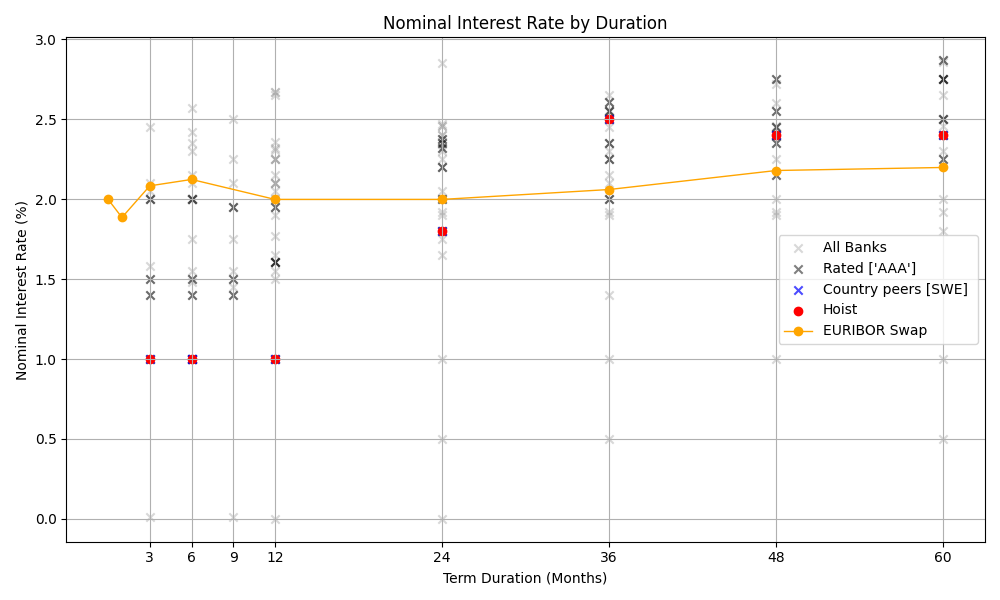 Nominal Interest Rate by Duration
Nominal Interest Rate (%)
3.0
2.5
2.0
1.5
1.0
0.5
0.0
All Banks
Rated ['AAA']
Country peers [SWE]
Hoist
EURIBOR Swap
3 6 9 12 24 36 48 60
Term Duration (Months)